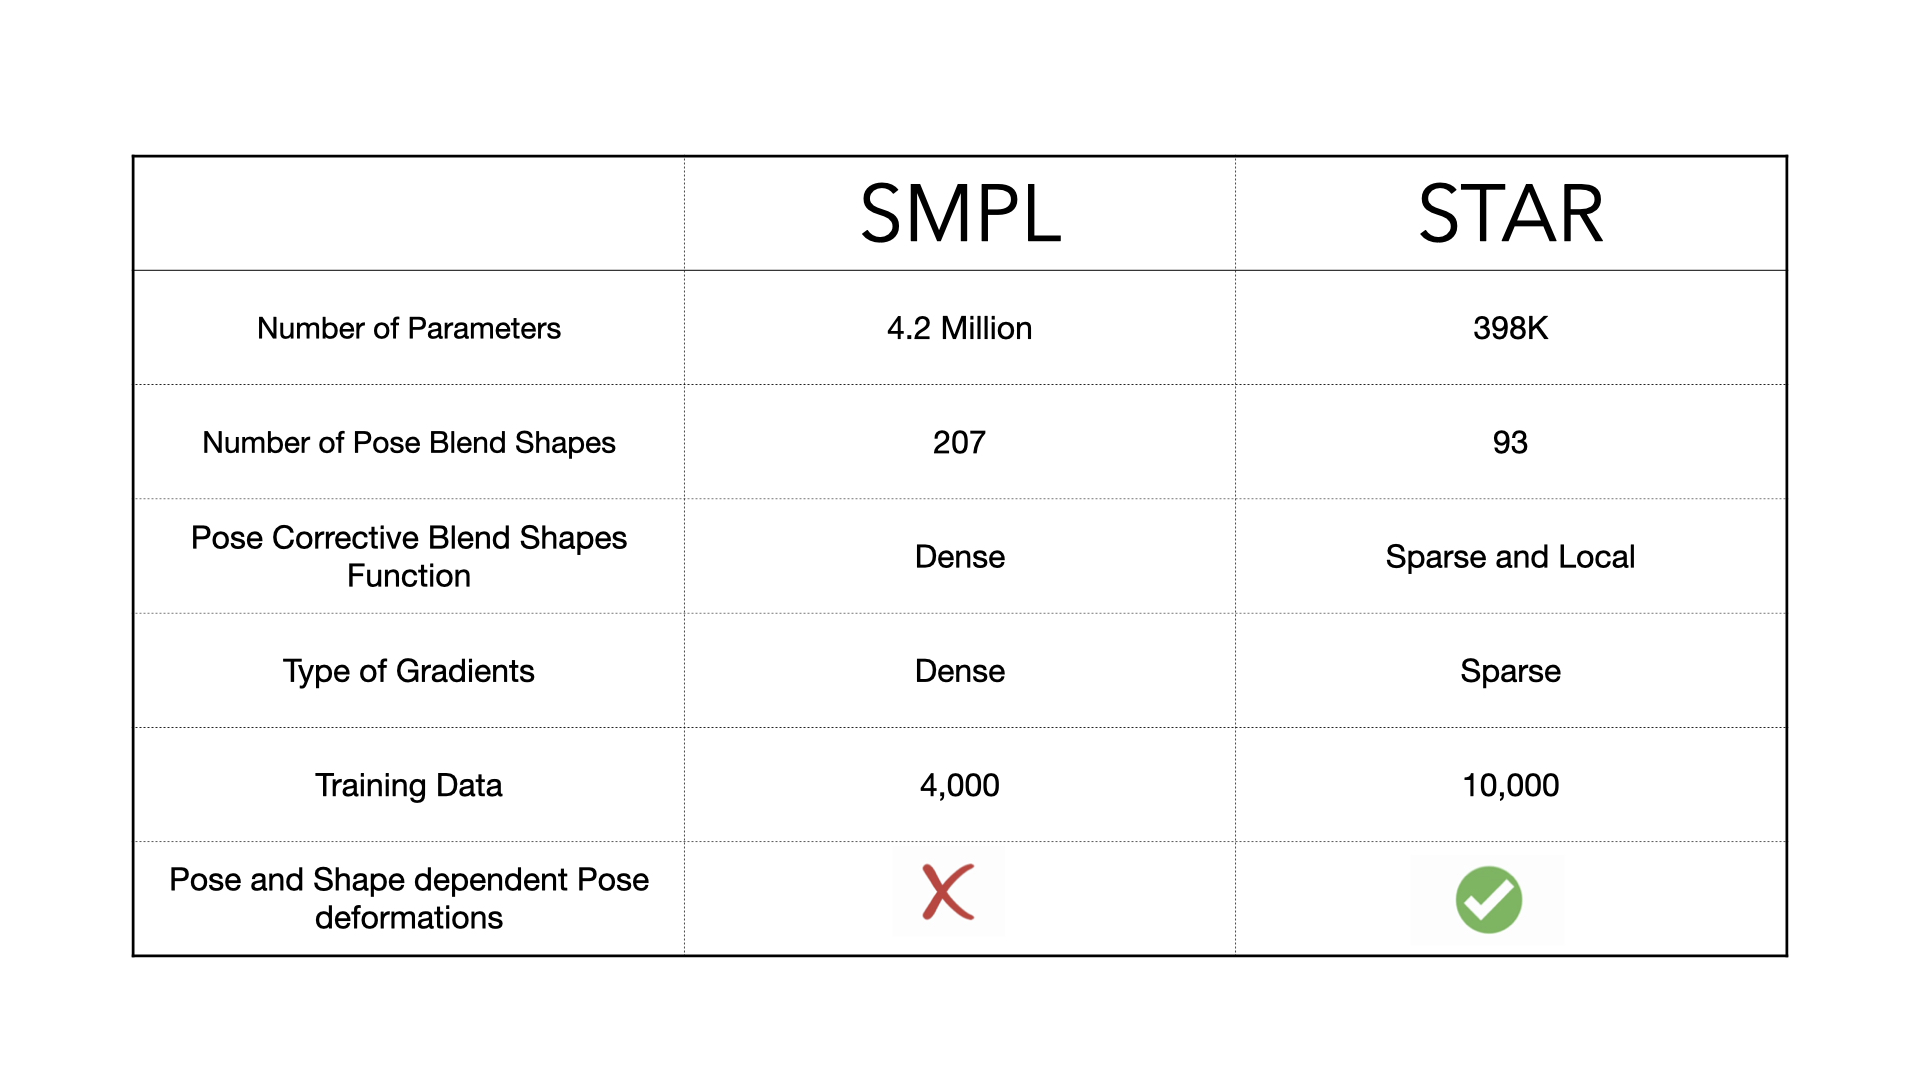 SMPL STAR
Number of Parameters 4.2 Million 398K
Number of Pose Blend Shapes 207 93
Pose Corrective Blend Shapes
Function Dense Sparse and Local
Type of Gradients Dense Sparse
Training Data 4,000 10,000
Pose and Shape dependent Pose
deformations